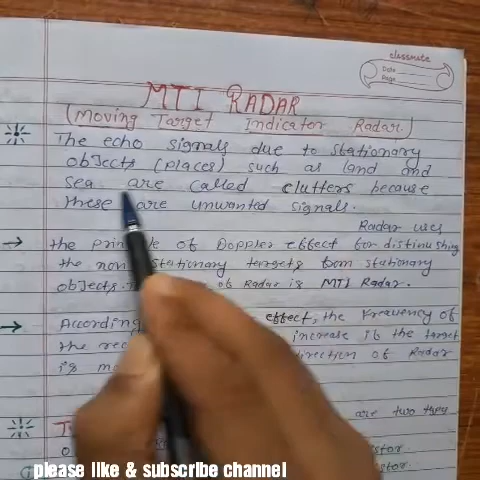 classmate
Date
Page
MTI RADAR
(Moving Target Indicator Radar)
The echo signals due to stationary
objects (places) such as land and
sea are called clutters because
these are unwanted signals.
Radar uses
the principle of Doppler effect for distinushing
the non stationary targets from stationary
objects. of Radar is MTI Radar.
According effect, the frequency of
the rec increase if the target
is direction of Radar
are two type
please like & subscribe channel